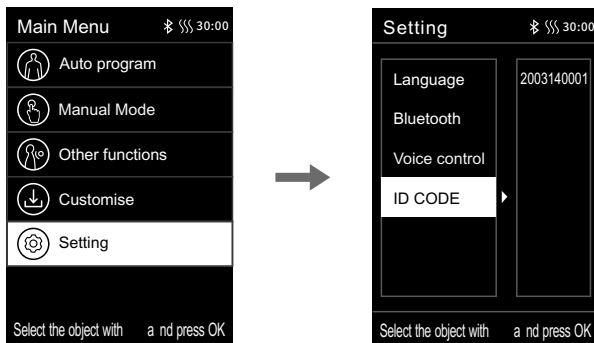 Main Menu 30:00
Auto program
Manual Mode
Other functions
Customise
Setting
Select the object with a nd press OK
Setting 30:00
Language
Bluetooth
Voice control
ID CODE
2003140001
Select the object with a nd press OK